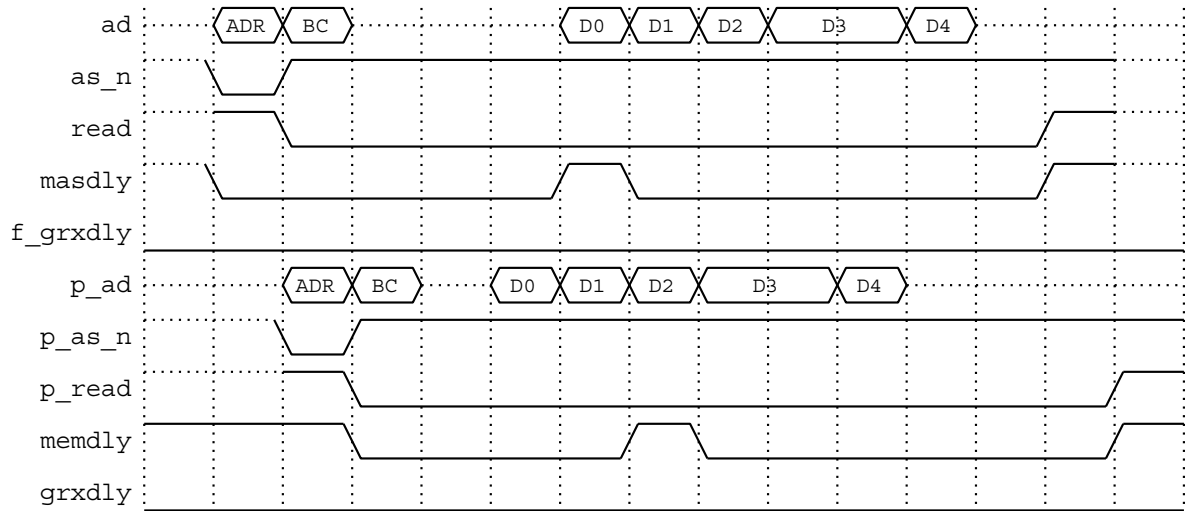 ad ADR BC D0 D1 D2 D3 D4
as_n
read
masdly
f_grxdly
p_ad ADR BC D0 D1 D2 D3 D4
p_as_n
p_read
memdly
grxdly